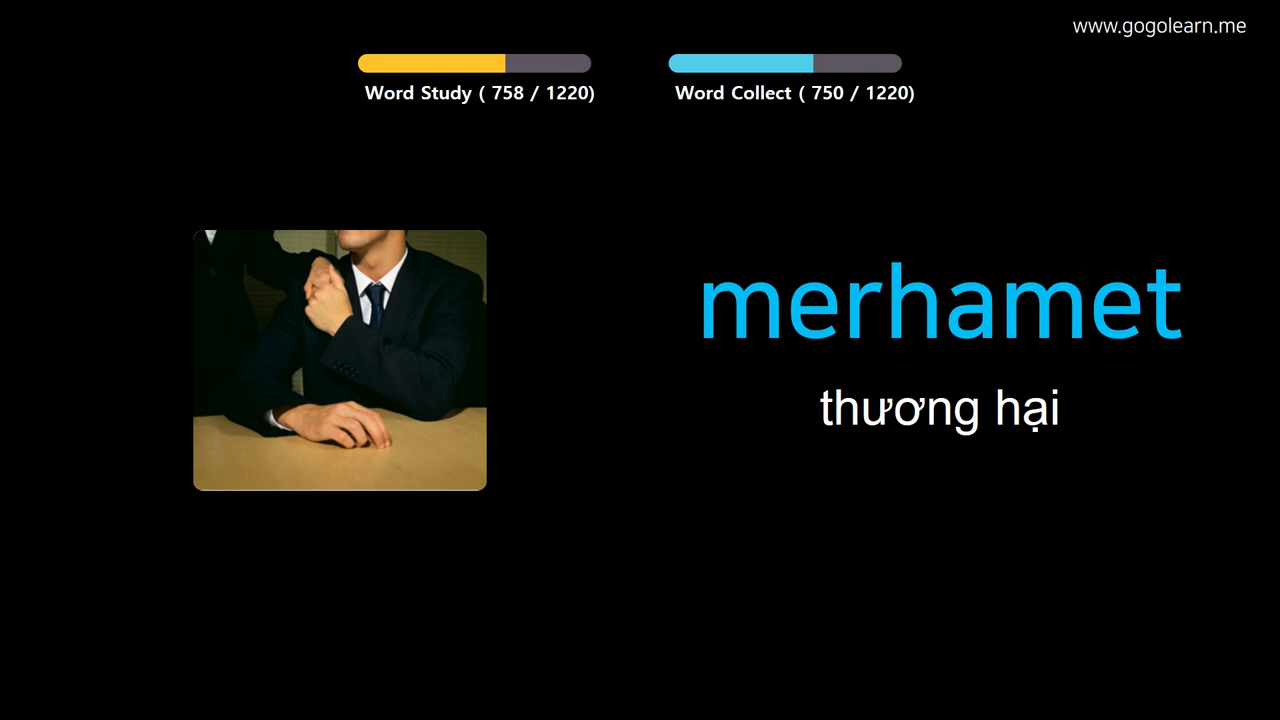 www.gogolearn.me
Word Study ( 758 / 1220)
Word Collect ( 750 / 1220)
merhamet
thương hại